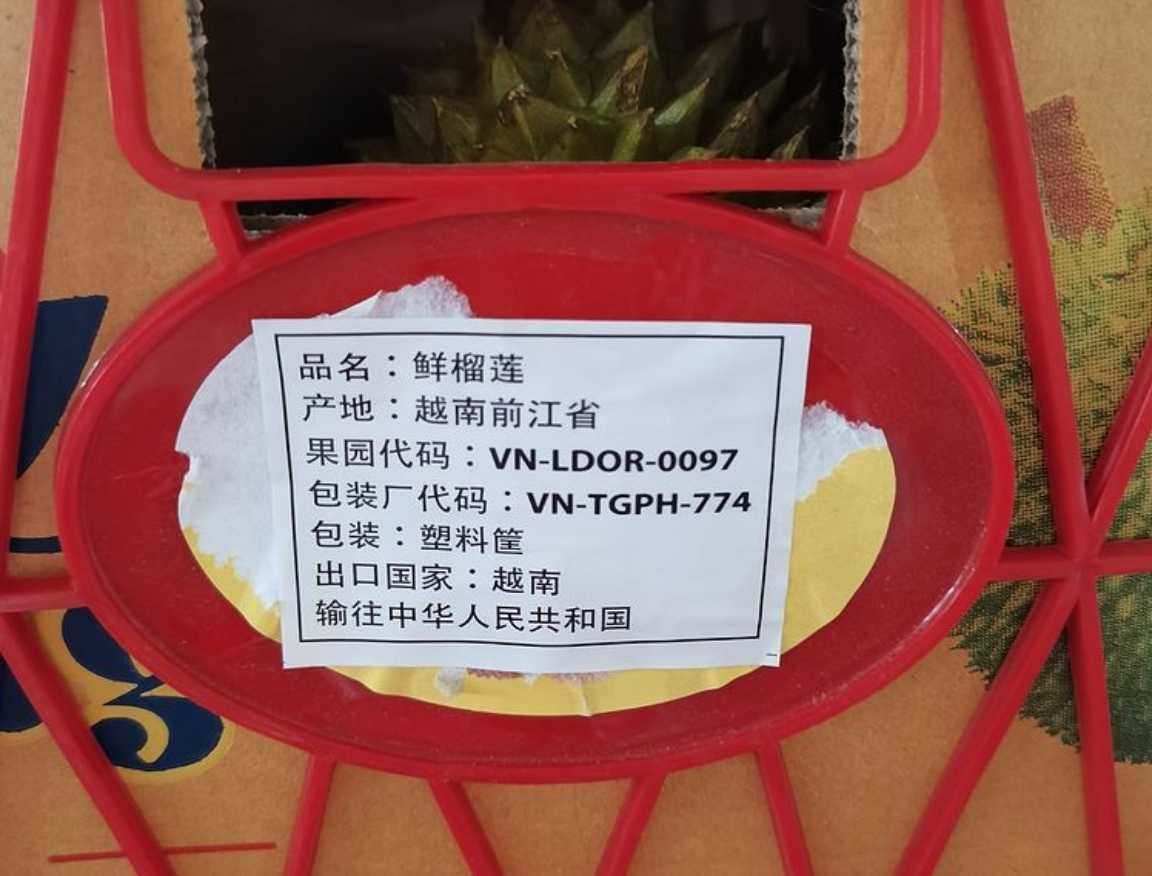 品名：鲜榴莲
产地：越南前江省
果园代码：VN-LDOR-0097
包装厂代码：VN-TGPH-774
包装：塑料筐
出口国家：越南
输往中华人民共和国